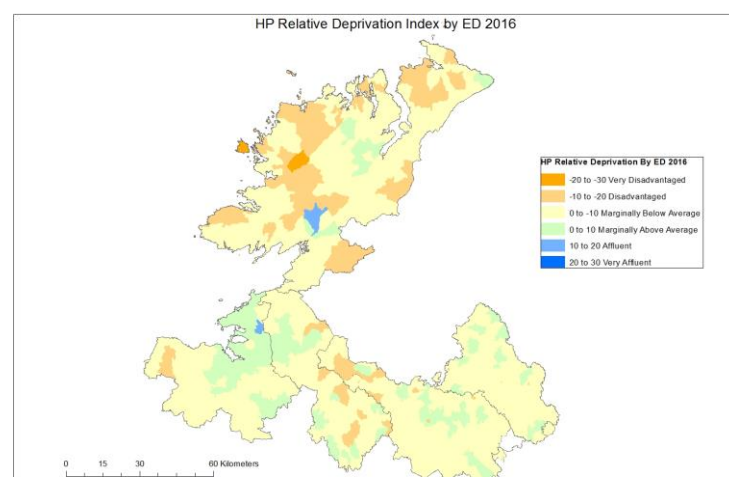 HP Relative Deprivation Index by ED 2016
HP Relative Deprivation By ED 2016
-20 to -30 Very Disadvantaged
-10 to -20 Disadvantaged
0 to -10 Marginally Below Average
0 to 10 Marginally Above Average
10 to 20 Affluent
20 to 30 Very Affluent
0 15 30 60 Kilometers